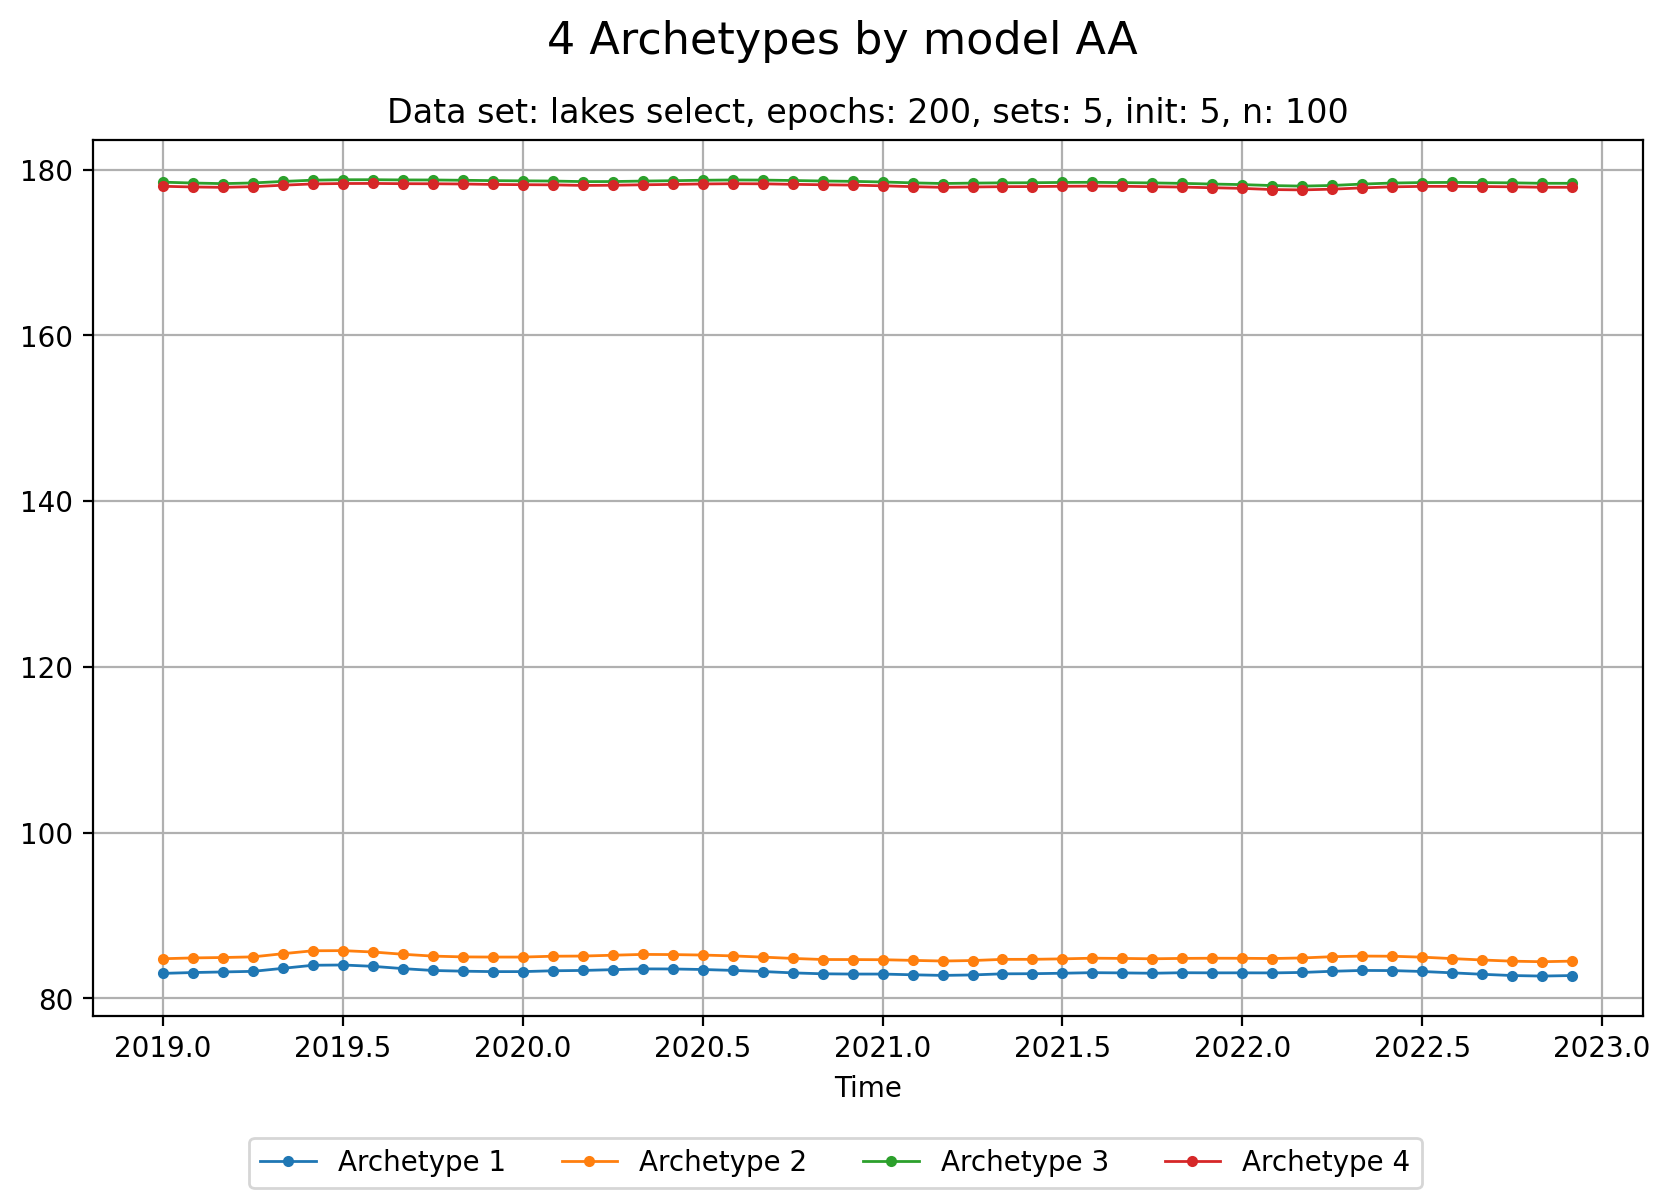 4 Archetypes by model AA
Data set: lakes select, epochs: 200, sets: 5, init: 5, n: 100
180
160
140
120
100
80
2019.0 2019.5 2020.0 2020.5 2021.0 2021.5 2022.0 2022.5 2023.0
Time
Archetype 1 Archetype 2 Archetype 3 Archetype 4